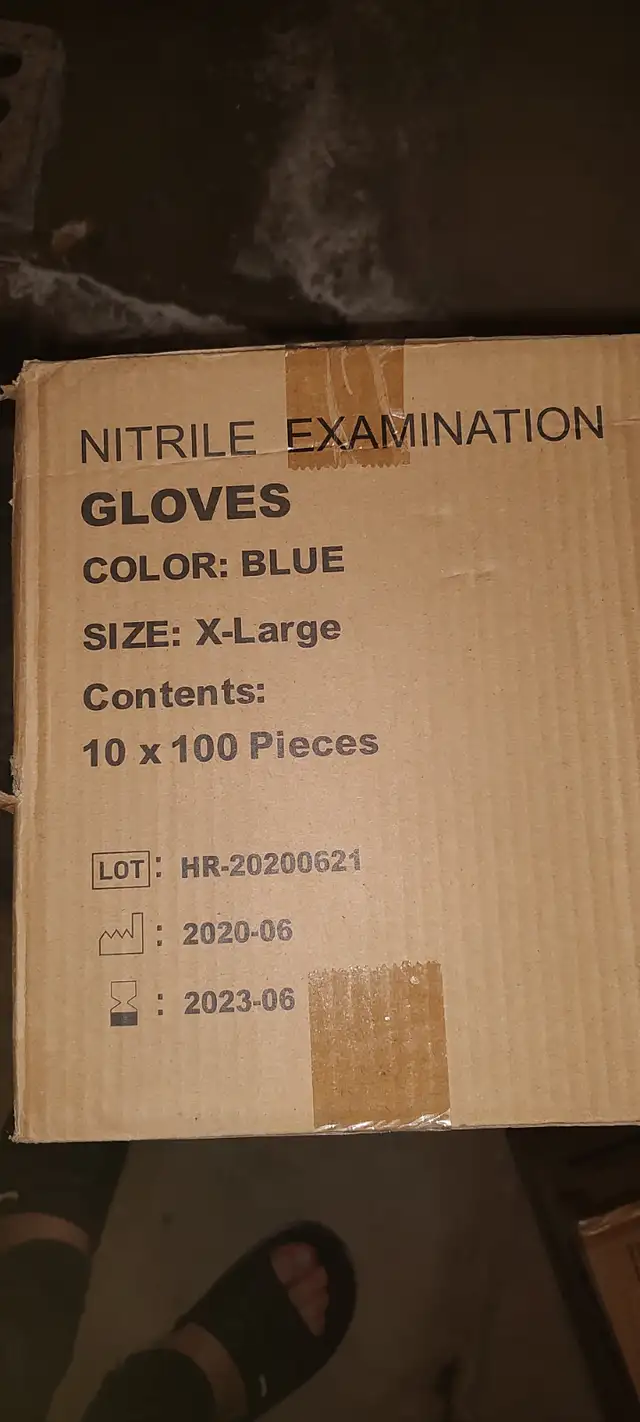 NITRILE EXAMINATION
GLOVES
COLOR: BLUE
SIZE: X-Large
Contents:
10 x 100 Pieces
LOT: HR-20200621
: 2020-06
: 2023-06